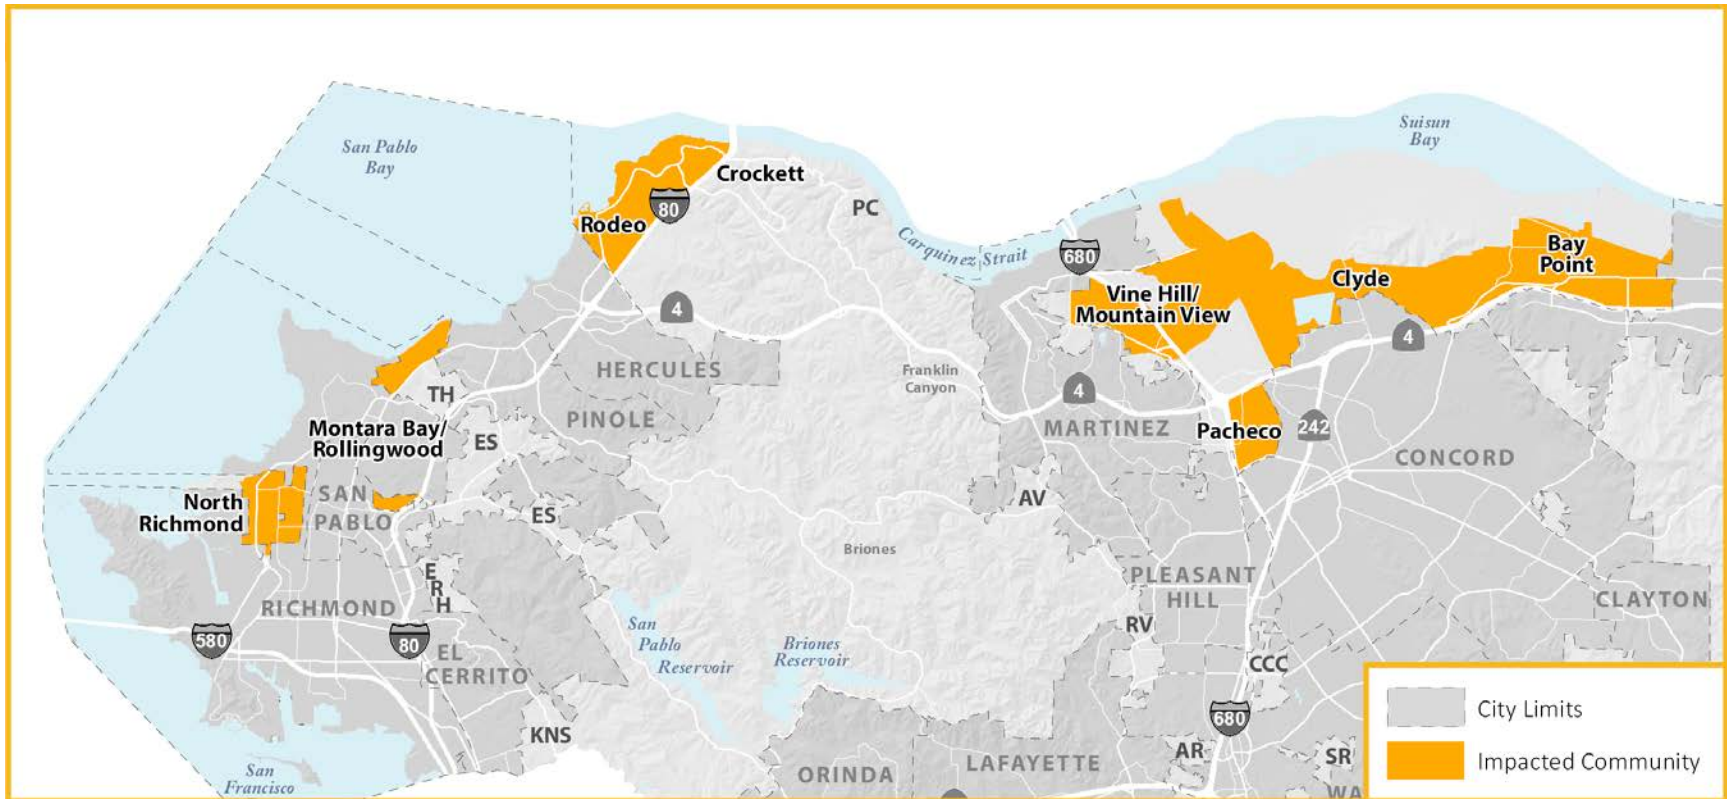 San Pablo
Bay
Suisun
Bay
Crockett
80
Rodeo
PC
Carquinez Strait
680
Bay
Point
Clyde
Vine Hill/
Mountain View
4
4
HERCULES
Franklin
Canyon
TH
4
PINOLE
Montara Bay/
Rollingwood
ES
MARTINEZ
Pacheco
242
CONCORD
North
Richmond
SAN
PABLO
ES
AV
Briones
E
R
H
RICHMOND
PLEASANT
HILL
CLAYTON
580
80
EL
CERRITO
San
Pablo
Reservoir
Briones
Reservoir
RV
CCC
KNS
680
City Limits
San
Francisco
ORINDA
LAFAYETTE
AR
SR
WA
Impacted Community